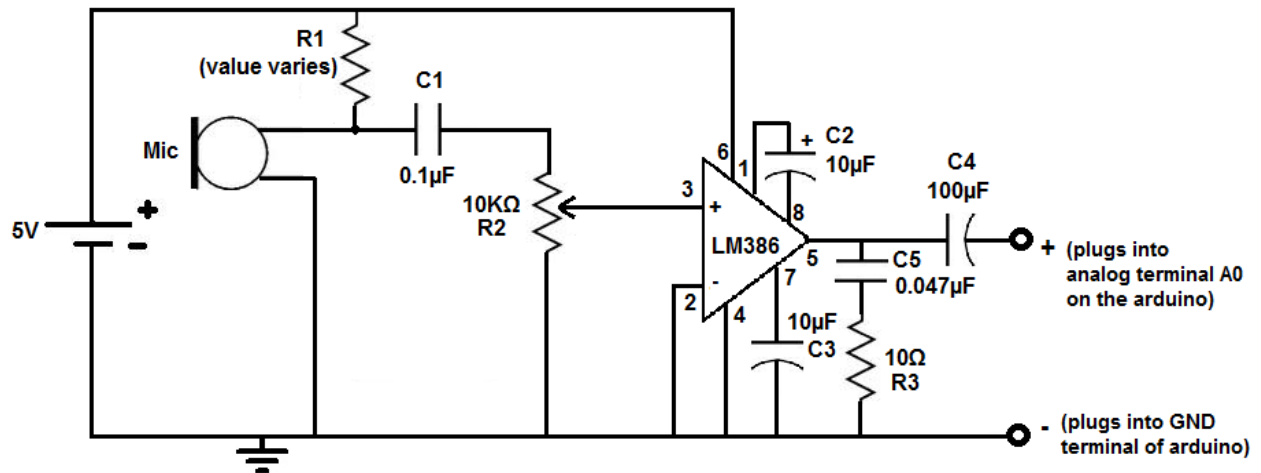 R1
(value varies)
C1
0.1µF
Mic
5V
+
-
10KΩ
R2
3
+
6
1
+
C2
10µF
8
LM386
5
-
2
7
4
10µF
C3
C5
0.047µF
10Ω
R3
C4
100µF
+ (plugs into
analog terminal A0
on the arduino)
- (plugs into GND
terminal of arduino)